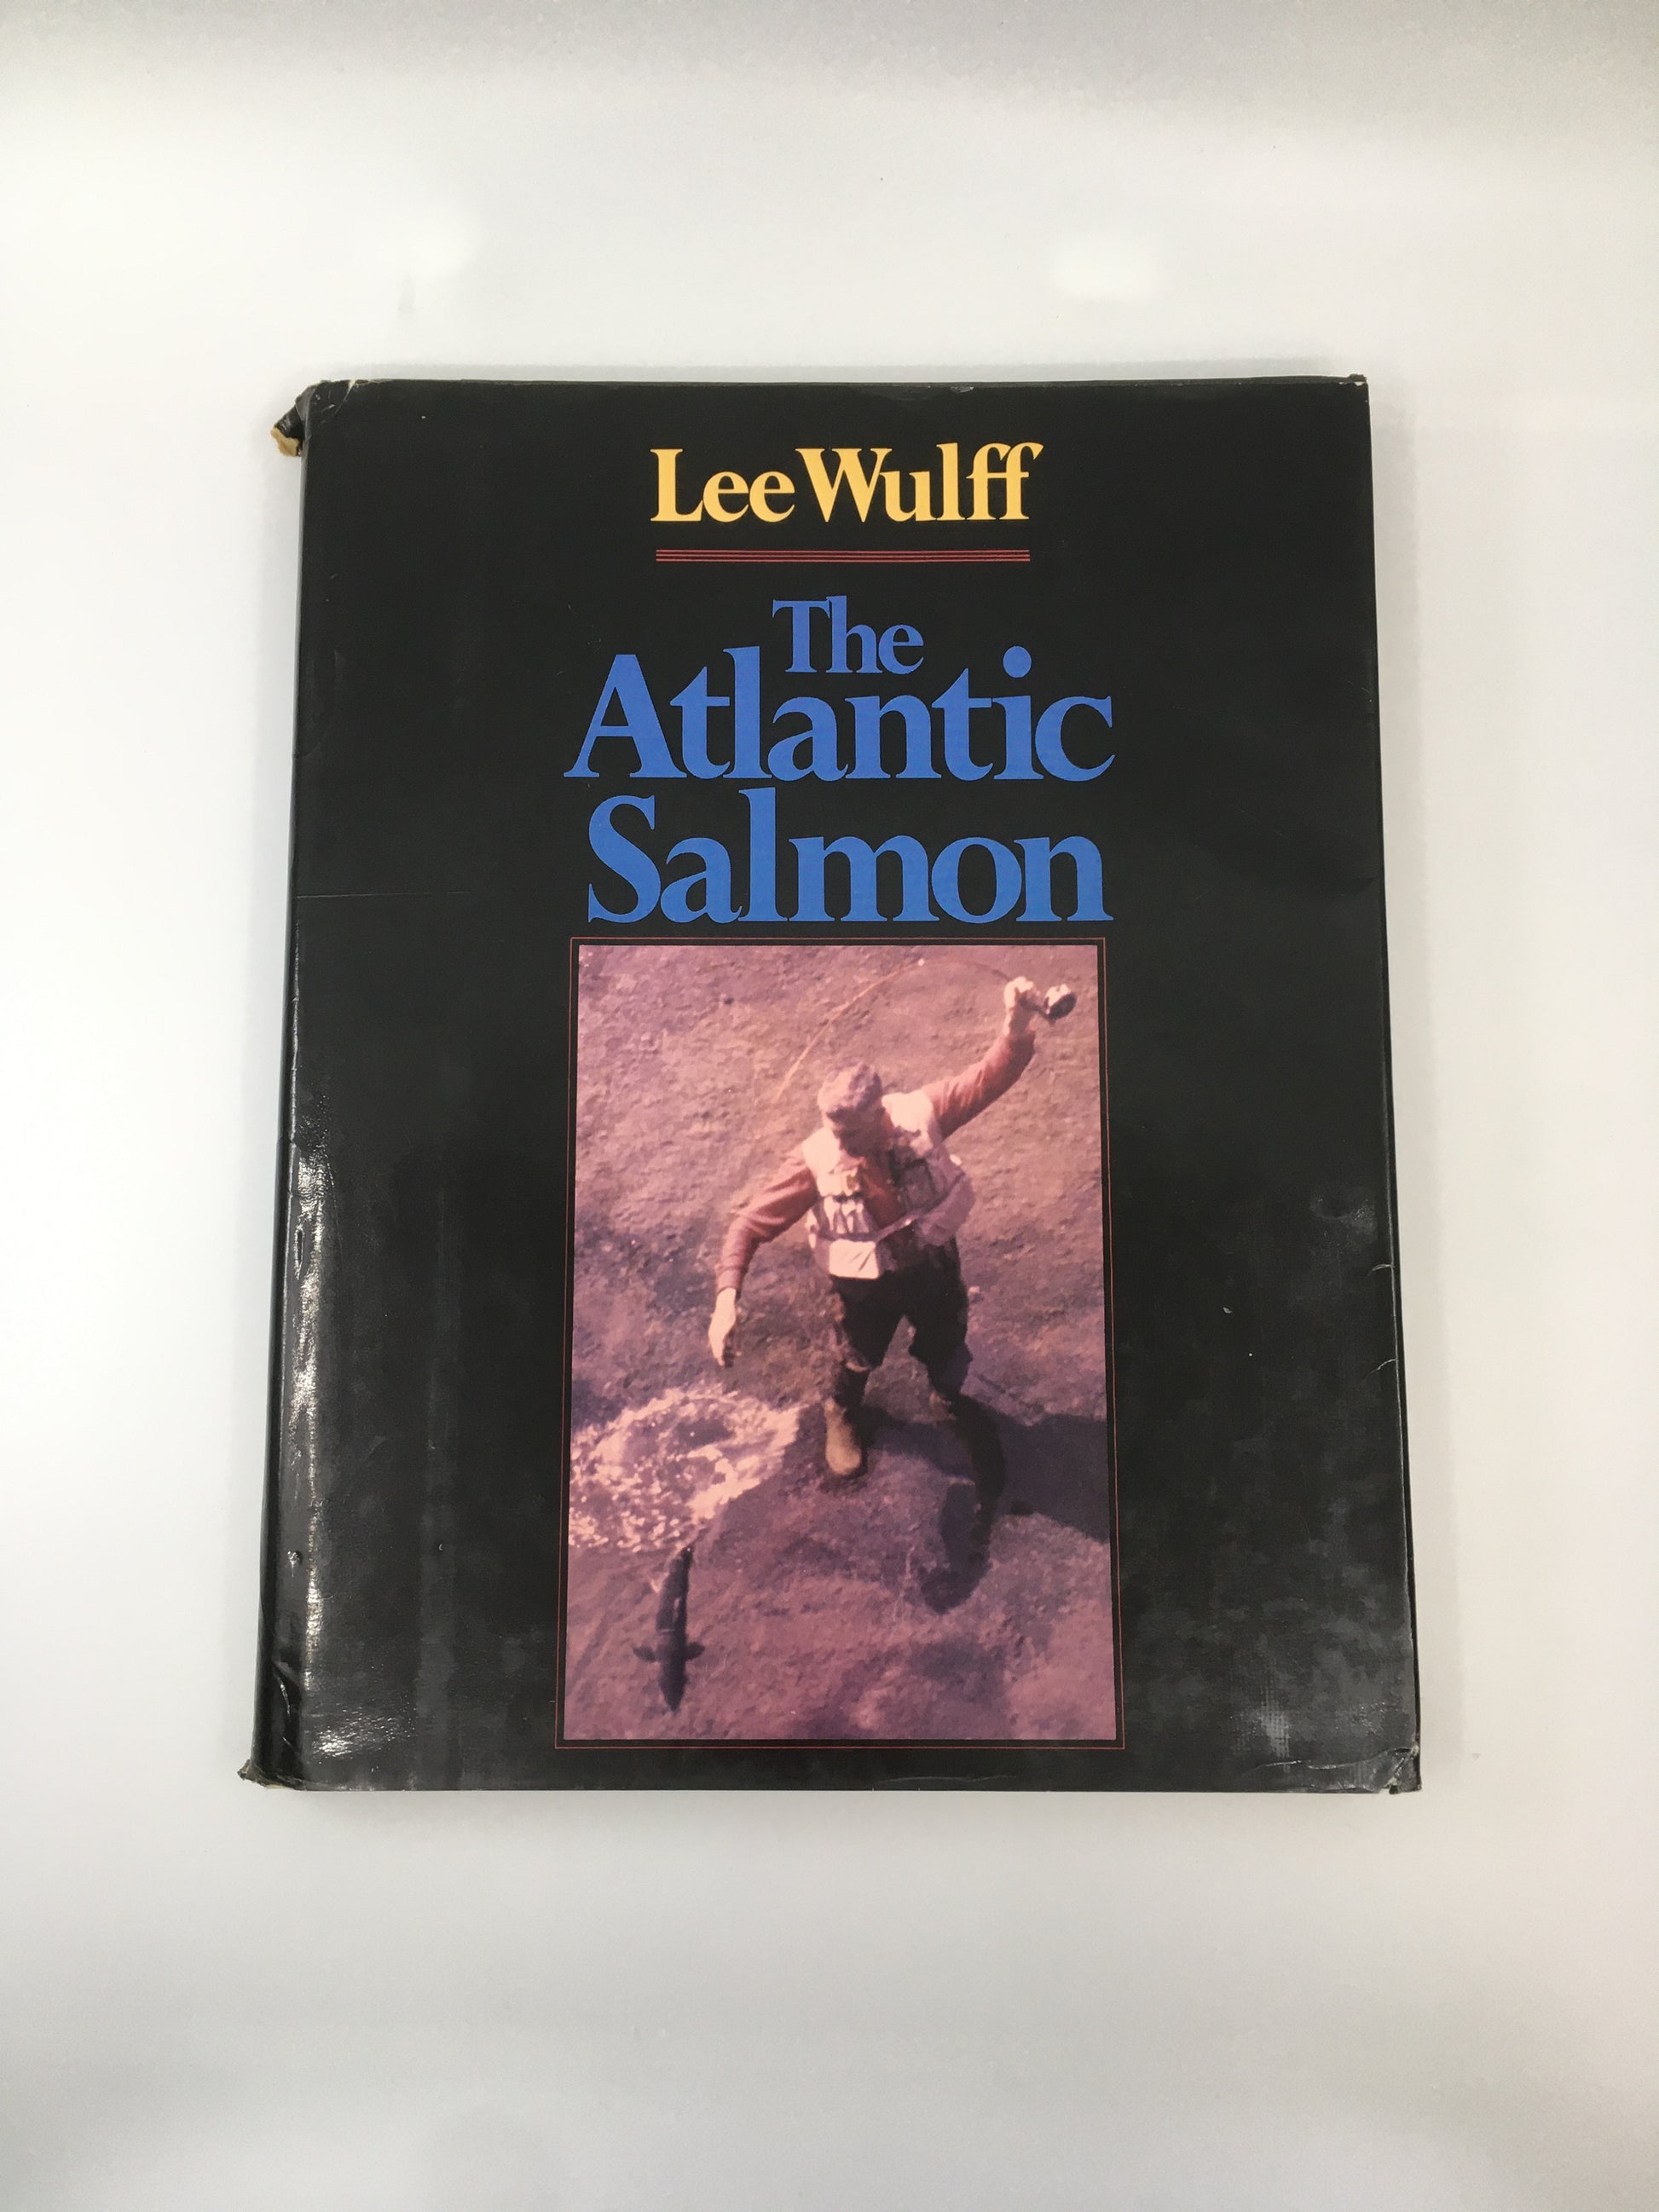 Lee Wulff
The
Atlantic
Salmon